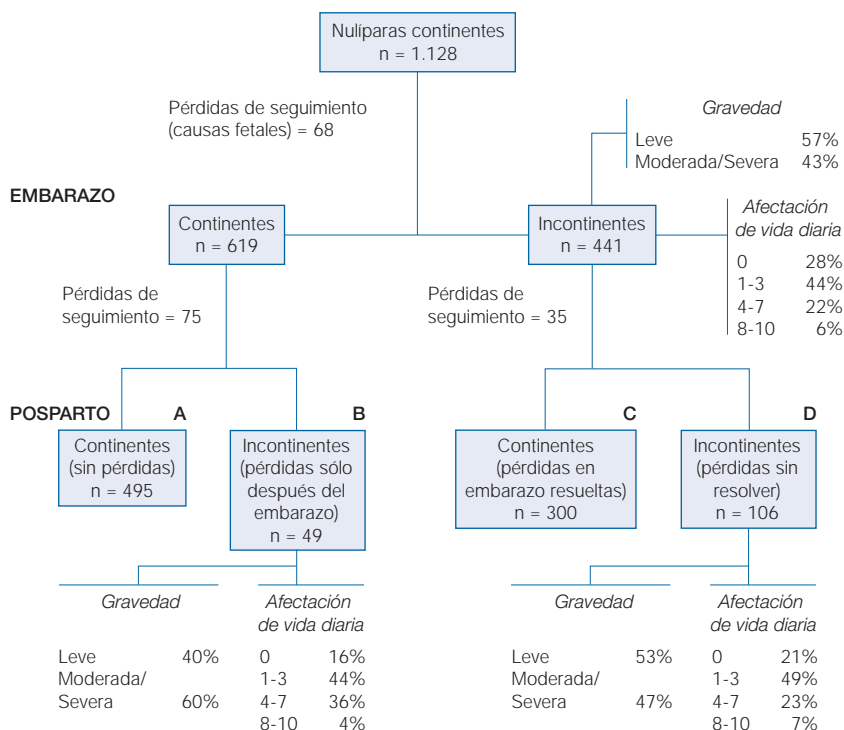 Nulíparas continentes
n = 1.128
Pérdidas de seguimiento
(causas fetales) = 68
Gravedad
Leve 57%
Moderada/Severa 43%
EMBARAZO
Continentes
n = 619
Incontinentes
n = 441
Afectación
de vida diaria
0 28%
1-3 44%
4-7 22%
8-10 6%
Pérdidas de
seguimiento = 75
Pérdidas de
seguimiento = 35
POSPARTO
A
Continentes
(sin pérdidas)
n = 495
B
Incontinentes
(pérdidas sólo
después del
embarazo)
n = 49
C
Continentes
(pérdidas en
embarazo resueltas)
n = 300
D
Incontinentes
(pérdidas sin
resolver)
n = 106
Gravedad
Leve 40%
Moderada/
Severa 60%
Afectación
de vida diaria
0 16%
1-3 44%
4-7 36%
8-10 4%
Gravedad
Leve 53%
Moderada/
Severa 47%
Afectación
de vida diaria
0 21%
1-3 49%
4-7 23%
8-10 7%